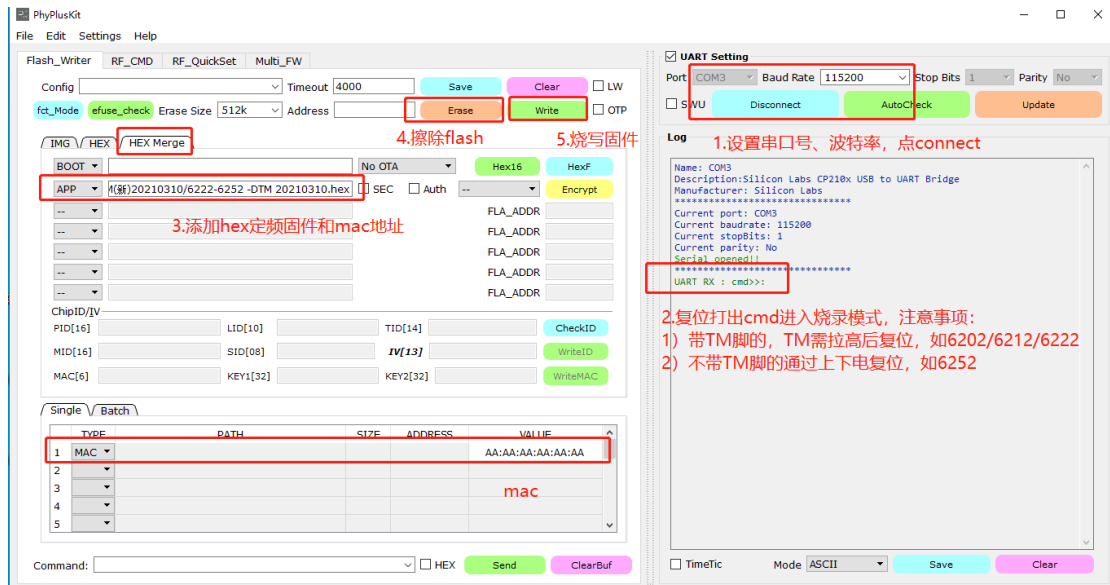 PhyPlusKit
File Edit Settings Help
Flash_Writer RF_CMD RF_QuickSet Multi_FW
Config Timeout 4000 Save Clear LW
fct_Mode efuse_check Erase Size 512k Address Erase Write OTP
4.擦除flash 5.烧写固件
IMG HEX HEX Merge
BOOT No OTA Hex16 HexF
APP M(新)20210310/6222-6252 -DTM 20210310.hex SEC Auth -- Encrypt
3.添加hex定频固件和mac地址
-- FLA_ADDR
-- FLA_ADDR
-- FLA_ADDR
-- FLA_ADDR
-- FLA_ADDR
ChipID/IV
PID[16] LID[10] TID[14] CheckID
MID[16] SID[08] IV[13] WriteID
MAC[6] KEY1[32] KEY2[32] WriteMAC
Single Batch
TYPE PATH SIZE ADDRESS VALUE
1 MAC AA:AA:AA:AA:AA:AA
2
3
4
5
mac
Command: HEX Send ClearBuf
UART Setting
Port COM3 Baud Rate 115200 Stop Bits 1 Parity No
SWU Disconnect AutoCheck Update
Log
1.设置串口号、波特率，点connect
Name: COM3
Description:Silicon Labs CP210x USB to UART Bridge
Manufacturer: Silicon Labs
******************************
Current port: COM3
Current baudrate: 115200
Current stopBits: 1
Current parity: No
Serial opened!!
******************************
UART RX : cmd>>:
2.复位打出cmd进入烧录模式，注意事项：
1）带TM脚的，TM需拉高后复位，如6202/6212/6222
2）不带TM脚的通过上下电复位，如6252
TimeTic Mode ASCII Save Clear